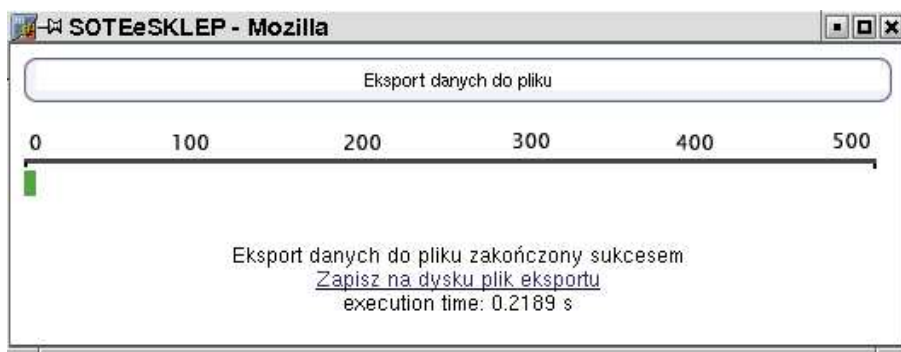 SOTEeSKLEP - Mozilla
Eksport danych do pliku
0 100 200 300 400 500
Eksport danych do pliku zakończony sukcesem
Zapisz na dysku plik eksportu
execution time: 0.2189 s